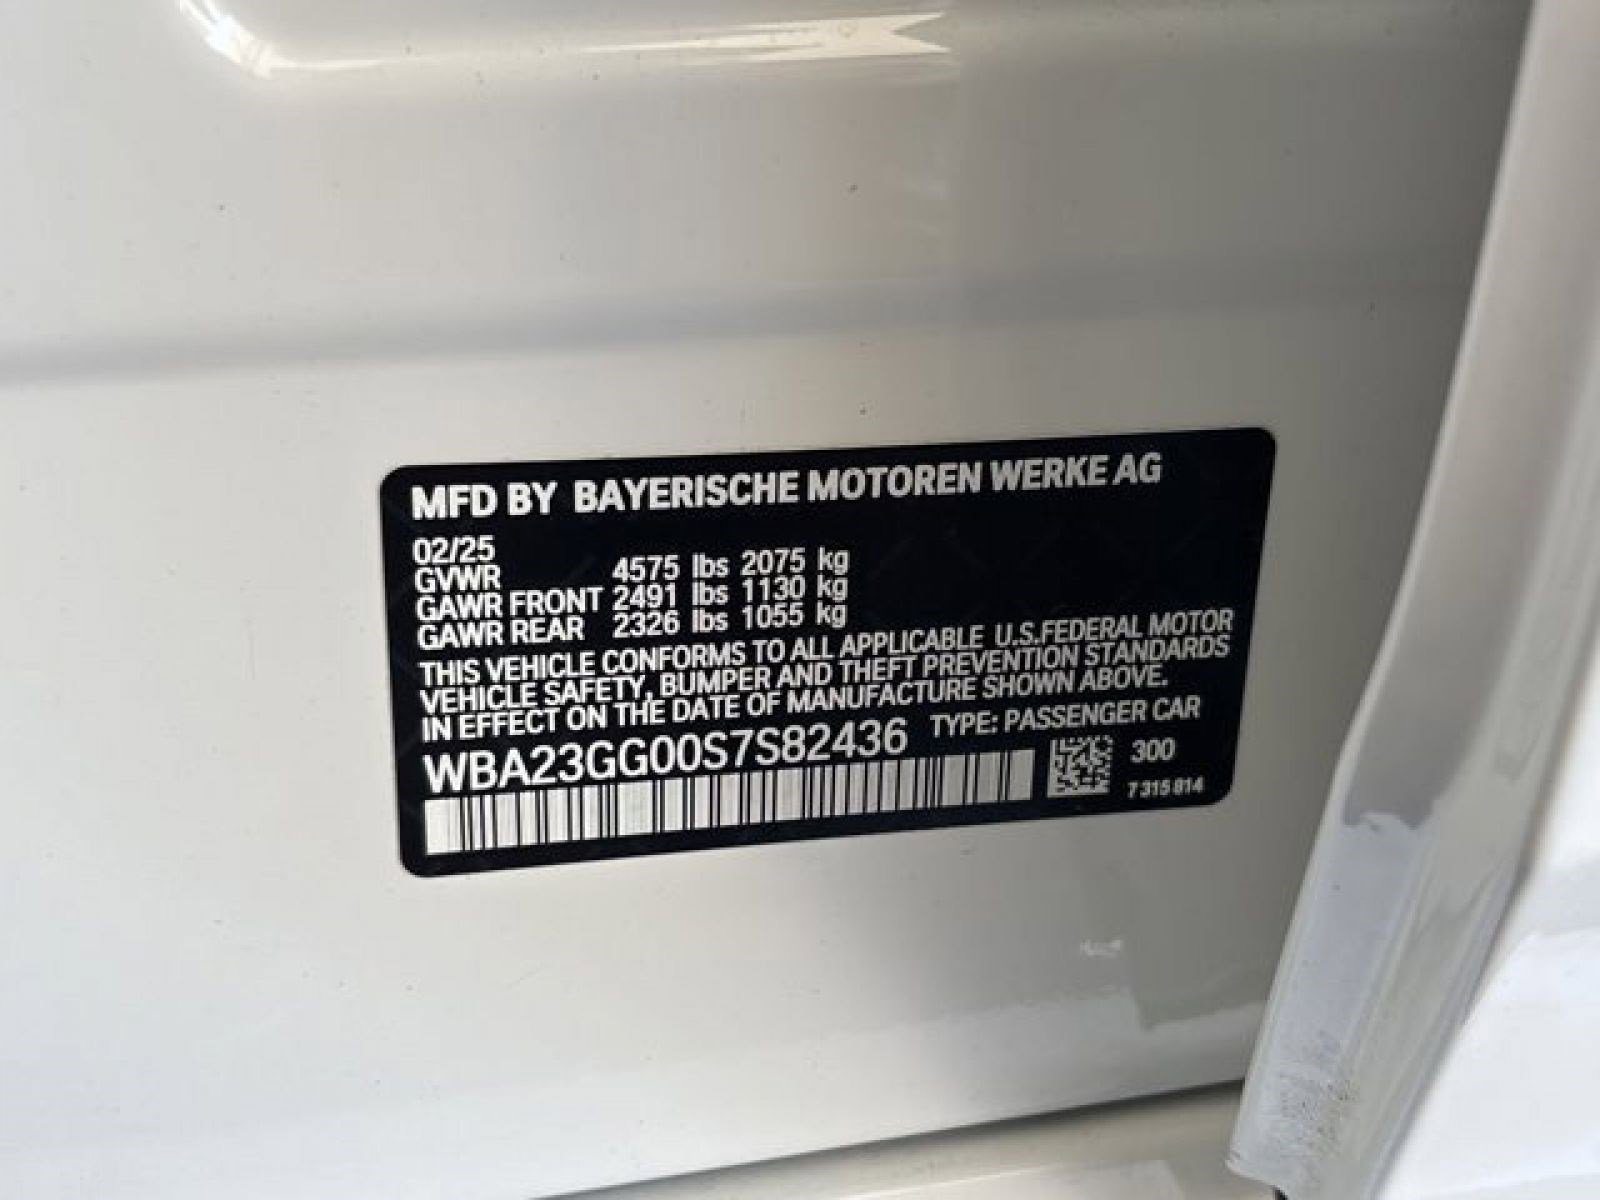 MFD BY BAYERISCHE MOTOREN WERKE AG
02/25
GVWR 4575 lbs 2075 kg
GAWR FRONT 2491 lbs 1130 kg
GAWR REAR 2326 lbs 1055 kg
THIS VEHICLE CONFORMS TO ALL APPLICABLE U.S.FEDERAL MOTOR
VEHICLE SAFETY, BUMPER AND THEFT PREVENTION STANDARDS
IN EFFECT ON THE DATE OF MANUFACTURE SHOWN ABOVE.
WBA23GG00S7S82436 TYPE: PASSENGER CAR
300
7 315 814